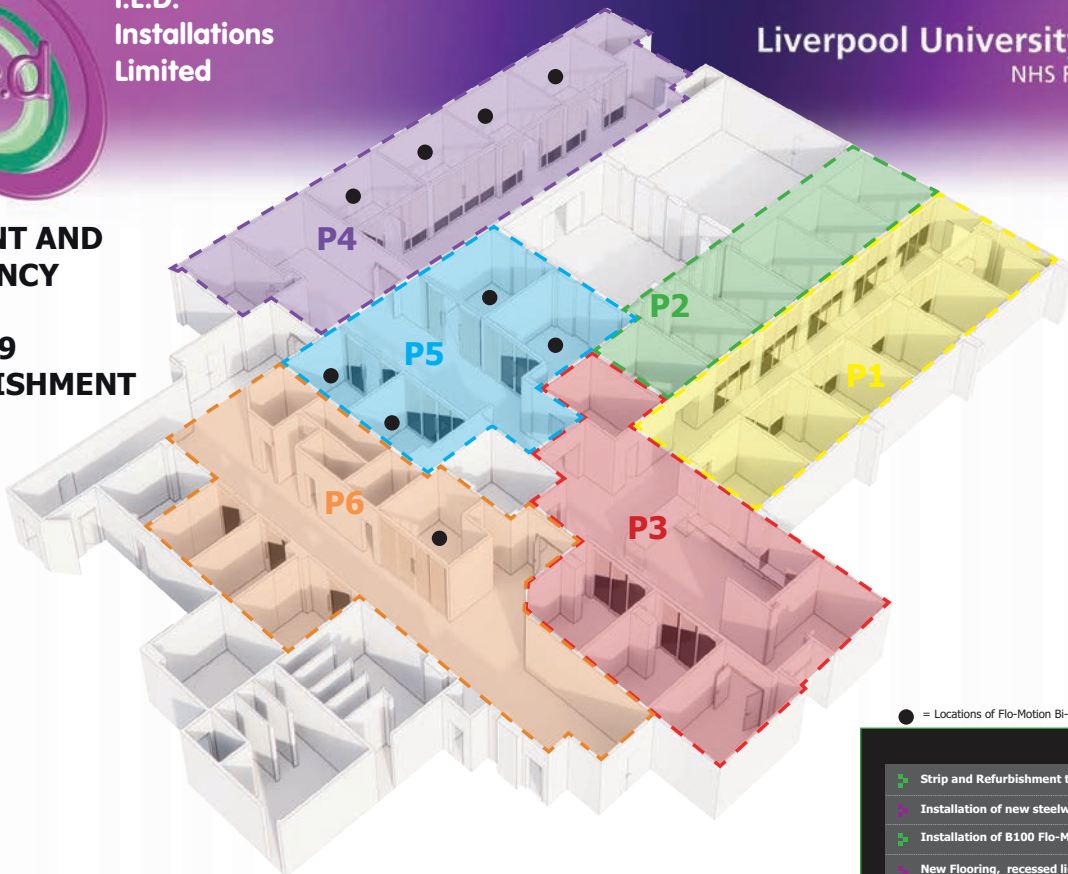 I.E.D.
Installations
Limited
Liverpool University
NHS F
NT AND
NCY
9
ISHMENT
P4
P2
P5
P1
P6
P3
= Locations of Flo-Motion Bi-
Strip and Refurbishment t
Installation of new steelw
Installation of B100 Flo-M
New Flooring, recessed li